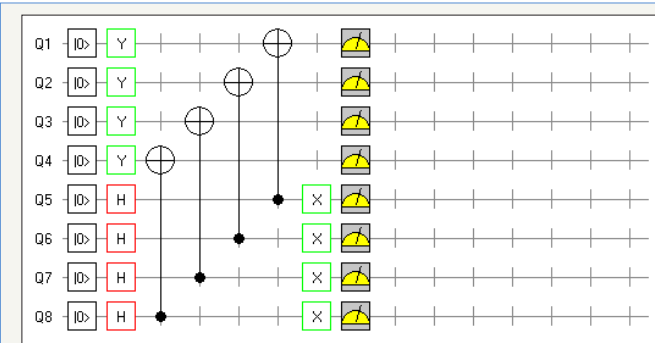 Q1 |0> Y
Q2 |0> Y
Q3 |0> Y
Q4 |0> Y
Q5 |0> H X
Q6 |0> H X
Q7 |0> H X
Q8 |0> H X